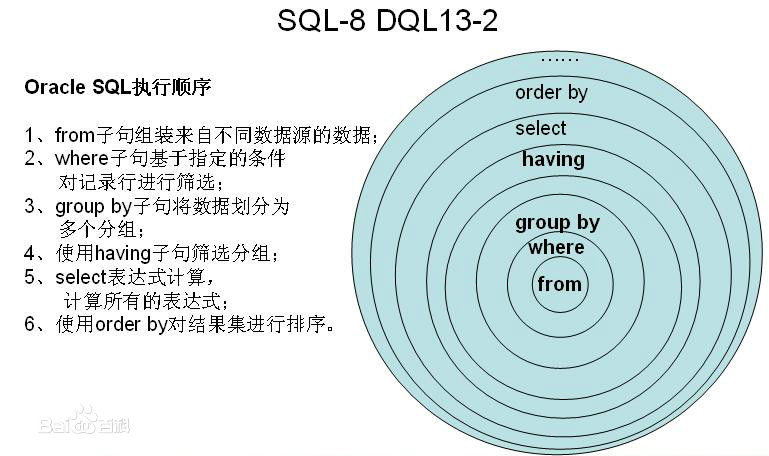 SQL-8 DQL13-2
Oracle SQL执行顺序
1、from子句组装来自不同数据源的数据；
2、where子句基于指定的条件
对记录行进行筛选；
3、group by子句将数据划分为
多个分组；
4、使用having子句筛选分组；
5、select表达式计算，
计算所有的表达式；
6、使用order by对结果集进行排序。
……
order by
select
having
group by
where
from
Bai百科